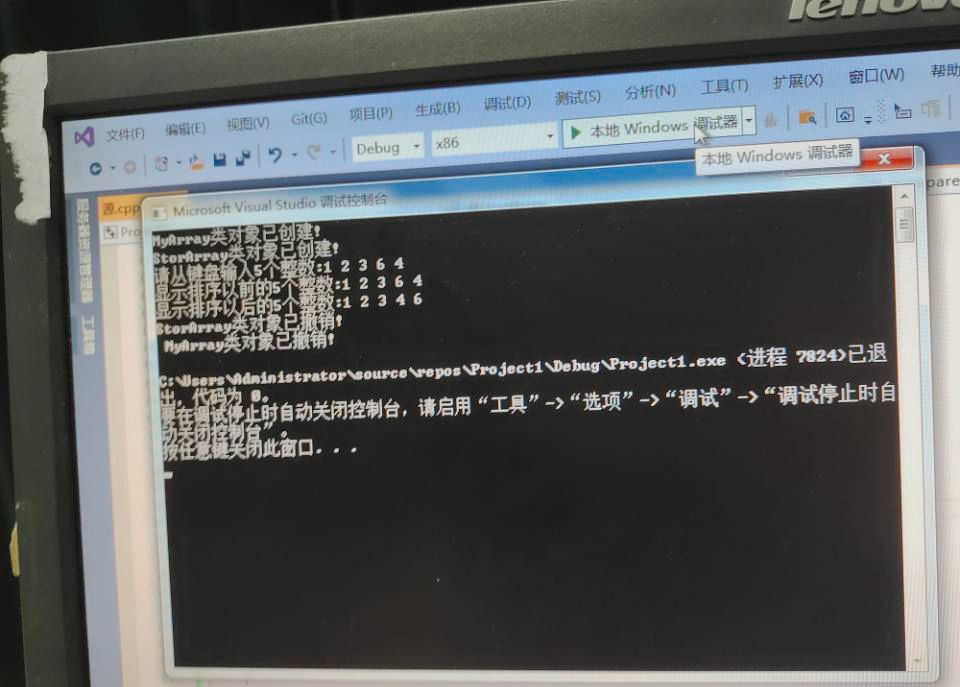 lenovo
文件(F) 编辑(E) 视图(V) Git(G) 项目(P) 生成(B) 调试(D) 测试(S) 分析(N) 工具(T) 扩展(X) 窗口(W) 帮助
Debug x86 本地 Windows 调试器
本地 Windows 调试器
源.cpp
Pro
pare
工具箱
Microsoft Visual Studio 调试控制台
MyArray类对象已创建!
StorArray类对象已创建!
请从键盘输入5个整数:1 2 3 6 4
显示排序以前的5个整数:1 2 3 6 4
显示排序以后的5个整数:1 2 3 4 6
StorArray类对象已撤销!
MyArray类对象已撤销!
C:\Users\Administrator\source\repos\Project1\Debug\Project1.exe (进程 7824)已退
出，代码为 0。
要在调试停止时自动关闭控制台，请启用“工具”->“选项”->“调试”->“调试停止时自
动关闭控制台”。
按任意键关闭此窗口. . .